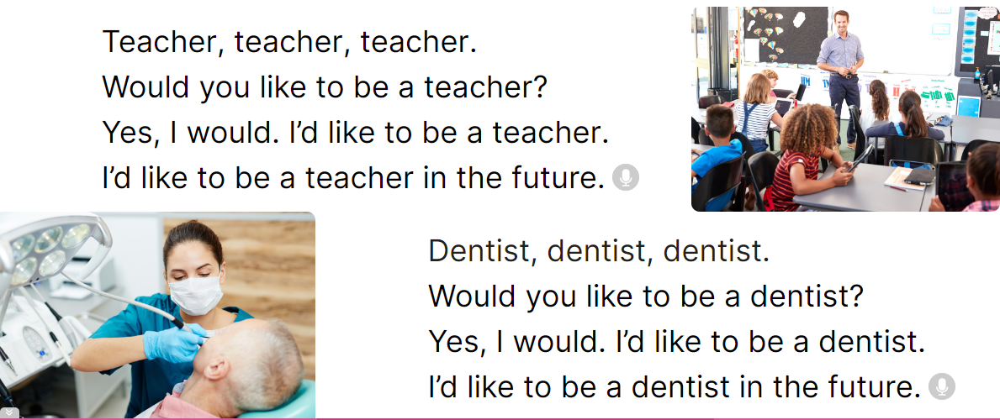 Teacher, teacher, teacher.
Would you like to be a teacher?
Yes, I would. I’d like to be a teacher.
I’d like to be a teacher in the future.
Dentist, dentist, dentist.
Would you like to be a dentist?
Yes, I would. I’d like to be a dentist.
I’d like to be a dentist in the future.